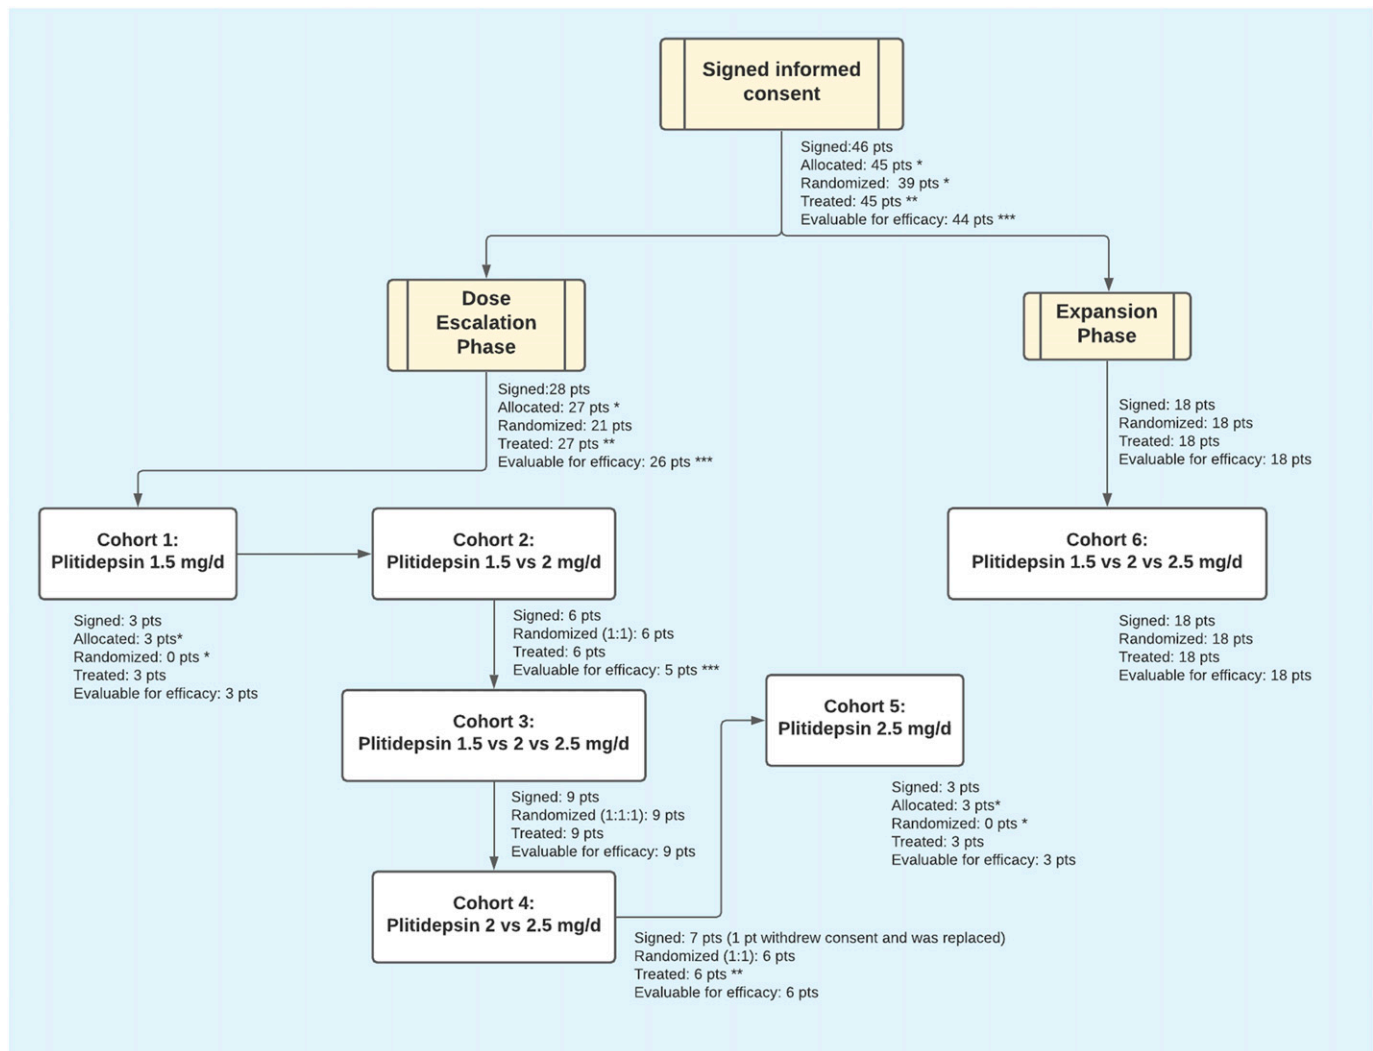 Signed informed
consent
Signed:46 pts
Allocated: 45 pts *
Randomized:  39 pts *
Treated: 45 pts **
Evaluable for efficacy: 44 pts ***
Dose
Escalation
Phase
Signed:28 pts
Allocated: 27 pts *
Randomized: 21 pts
Treated: 27 pts **
Evaluable for efficacy: 26 pts ***
Expansion
Phase
Signed: 18 pts
Randomized: 18 pts
Treated: 18 pts
Evaluable for efficacy: 18 pts
Cohort 1:
Plitidepsin 1.5 mg/d
Signed: 3 pts
Allocated: 3 pts*
Randomized: 0 pts *
Treated: 3 pts
Evaluable for efficacy: 3 pts
Cohort 2:
Plitidepsin 1.5 vs 2 mg/d
Signed: 6 pts
Randomized (1:1): 6 pts
Treated: 6 pts
Evaluable for efficacy: 5 pts ***
Cohort 3:
Plitidepsin 1.5 vs 2 vs 2.5 mg/d
Signed: 9 pts
Randomized (1:1:1): 9 pts
Treated: 9 pts
Evaluable for efficacy: 9 pts
Cohort 4:
Plitidepsin 2 vs 2.5 mg/d
Signed: 7 pts (1 pt withdrew consent and was replaced)
Randomized (1:1): 6 pts
Treated: 6 pts **
Evaluable for efficacy: 6 pts
Cohort 5:
Plitidepsin 2.5 mg/d
Signed: 3 pts
Allocated: 3 pts*
Randomized: 0 pts *
Treated: 3 pts
Evaluable for efficacy: 3 pts
Cohort 6:
Plitidepsin 1.5 vs 2 vs 2.5 mg/d
Signed: 18 pts
Randomized: 18 pts
Treated: 18 pts
Evaluable for efficacy: 18 pts